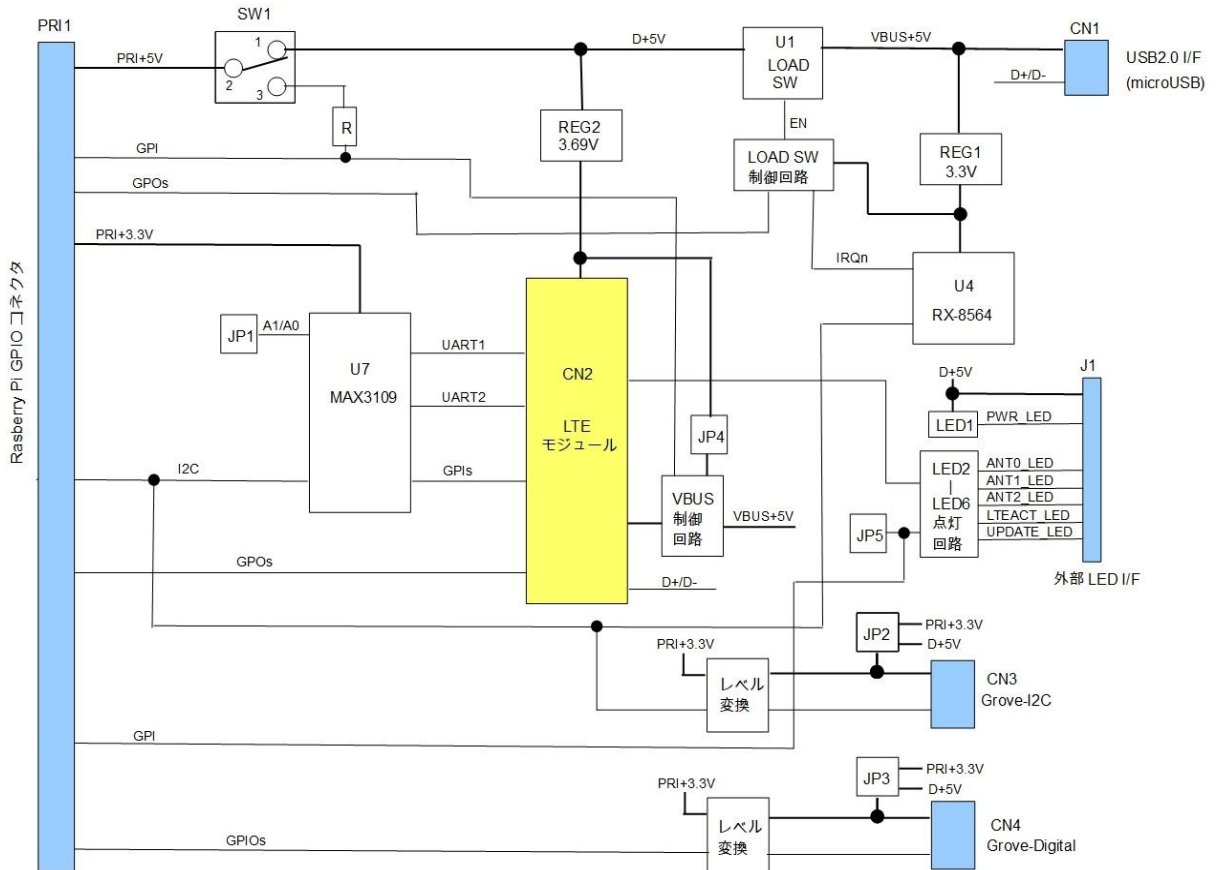 PRI1
SW1
1
2
3
PRI+5V
D+5V
U1
LOAD
SW
VBUS+5V
CN1
USB2.0 I/F
(microUSB)
D+/D-
R
REG2
3.69V
EN
LOAD SW
制御回路
REG1
3.3V
GPI
GPOs
PRI+3.3V
IRQn
U4
RX-8564
Rasberry Pi GPIO コネクタ
JP1
A1/A0
U7
MAX3109
UART1
UART2
CN2
LTE
モジュール
I2C
GPIs
JP4
VBUS
制御
回路
VBUS+5V
GPOs
D+/D-
D+5V
J1
LED1
PWR_LED
LED2
|
LED6
点灯
回路
ANT0_LED
ANT1_LED
ANT2_LED
LTEACT_LED
UPDATE_LED
JP5
外部 LED I/F
PRI+3.3V
レベル
変換
JP2
PRI+3.3V
D+5V
CN3
Grove-I2C
GPI
PRI+3.3V
レベル
変換
JP3
PRI+3.3V
D+5V
CN4
Grove-Digital
GPIOs